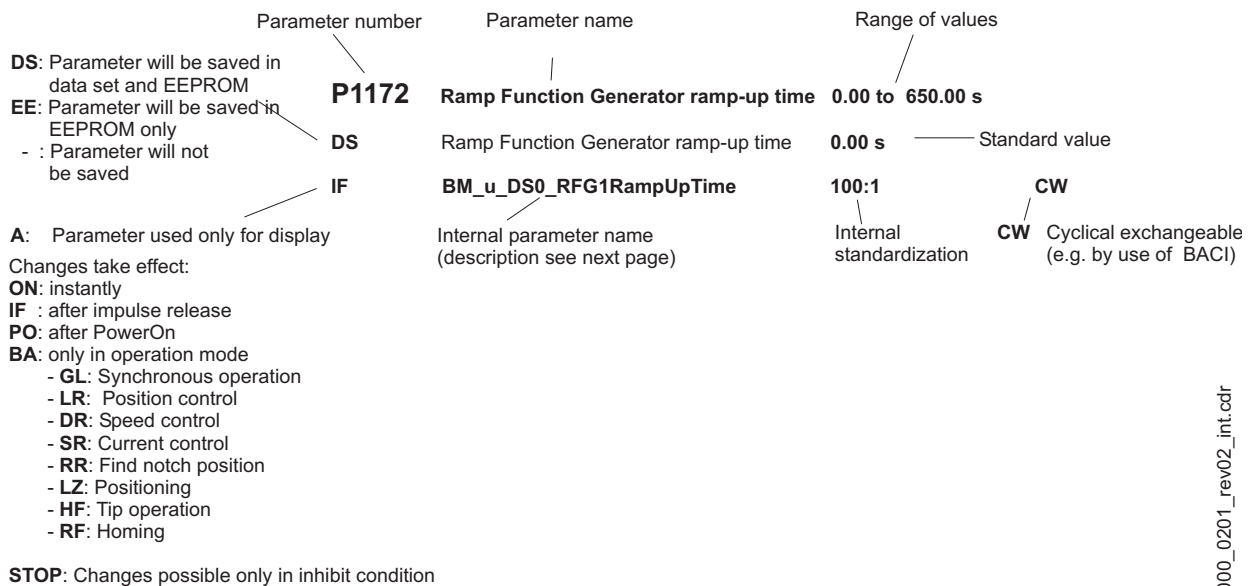 Parameter number Parameter name Range of values
DS: Parameter will be saved in
data set and EEPROM
EE: Parameter will be saved in
EEPROM only
- : Parameter will not
be saved
P1172 Ramp Function Generator ramp-up time 0.00 to 650.00 s
DS Ramp Function Generator ramp-up time 0.00 s Standard value
IF BM_u_DS0_RFG1RampUpTime 100:1 CW
A: Parameter used only for display
Internal parameter name
(description see next page)
Internal
standardization
CW Cyclical exchangeable
(e.g. by use of BACI)
Changes take effect:
ON: instantly
IF : after impulse release
PO: after PowerOn
BA: only in operation mode
- GL: Synchronous operation
- LR: Position control
- DR: Speed control
- SR: Current control
- RR: Find notch position
- LZ: Positioning
- HF: Tip operation
- RF: Homing
STOP: Changes possible only in inhibit condition
000_0201_rev02_int.cdr